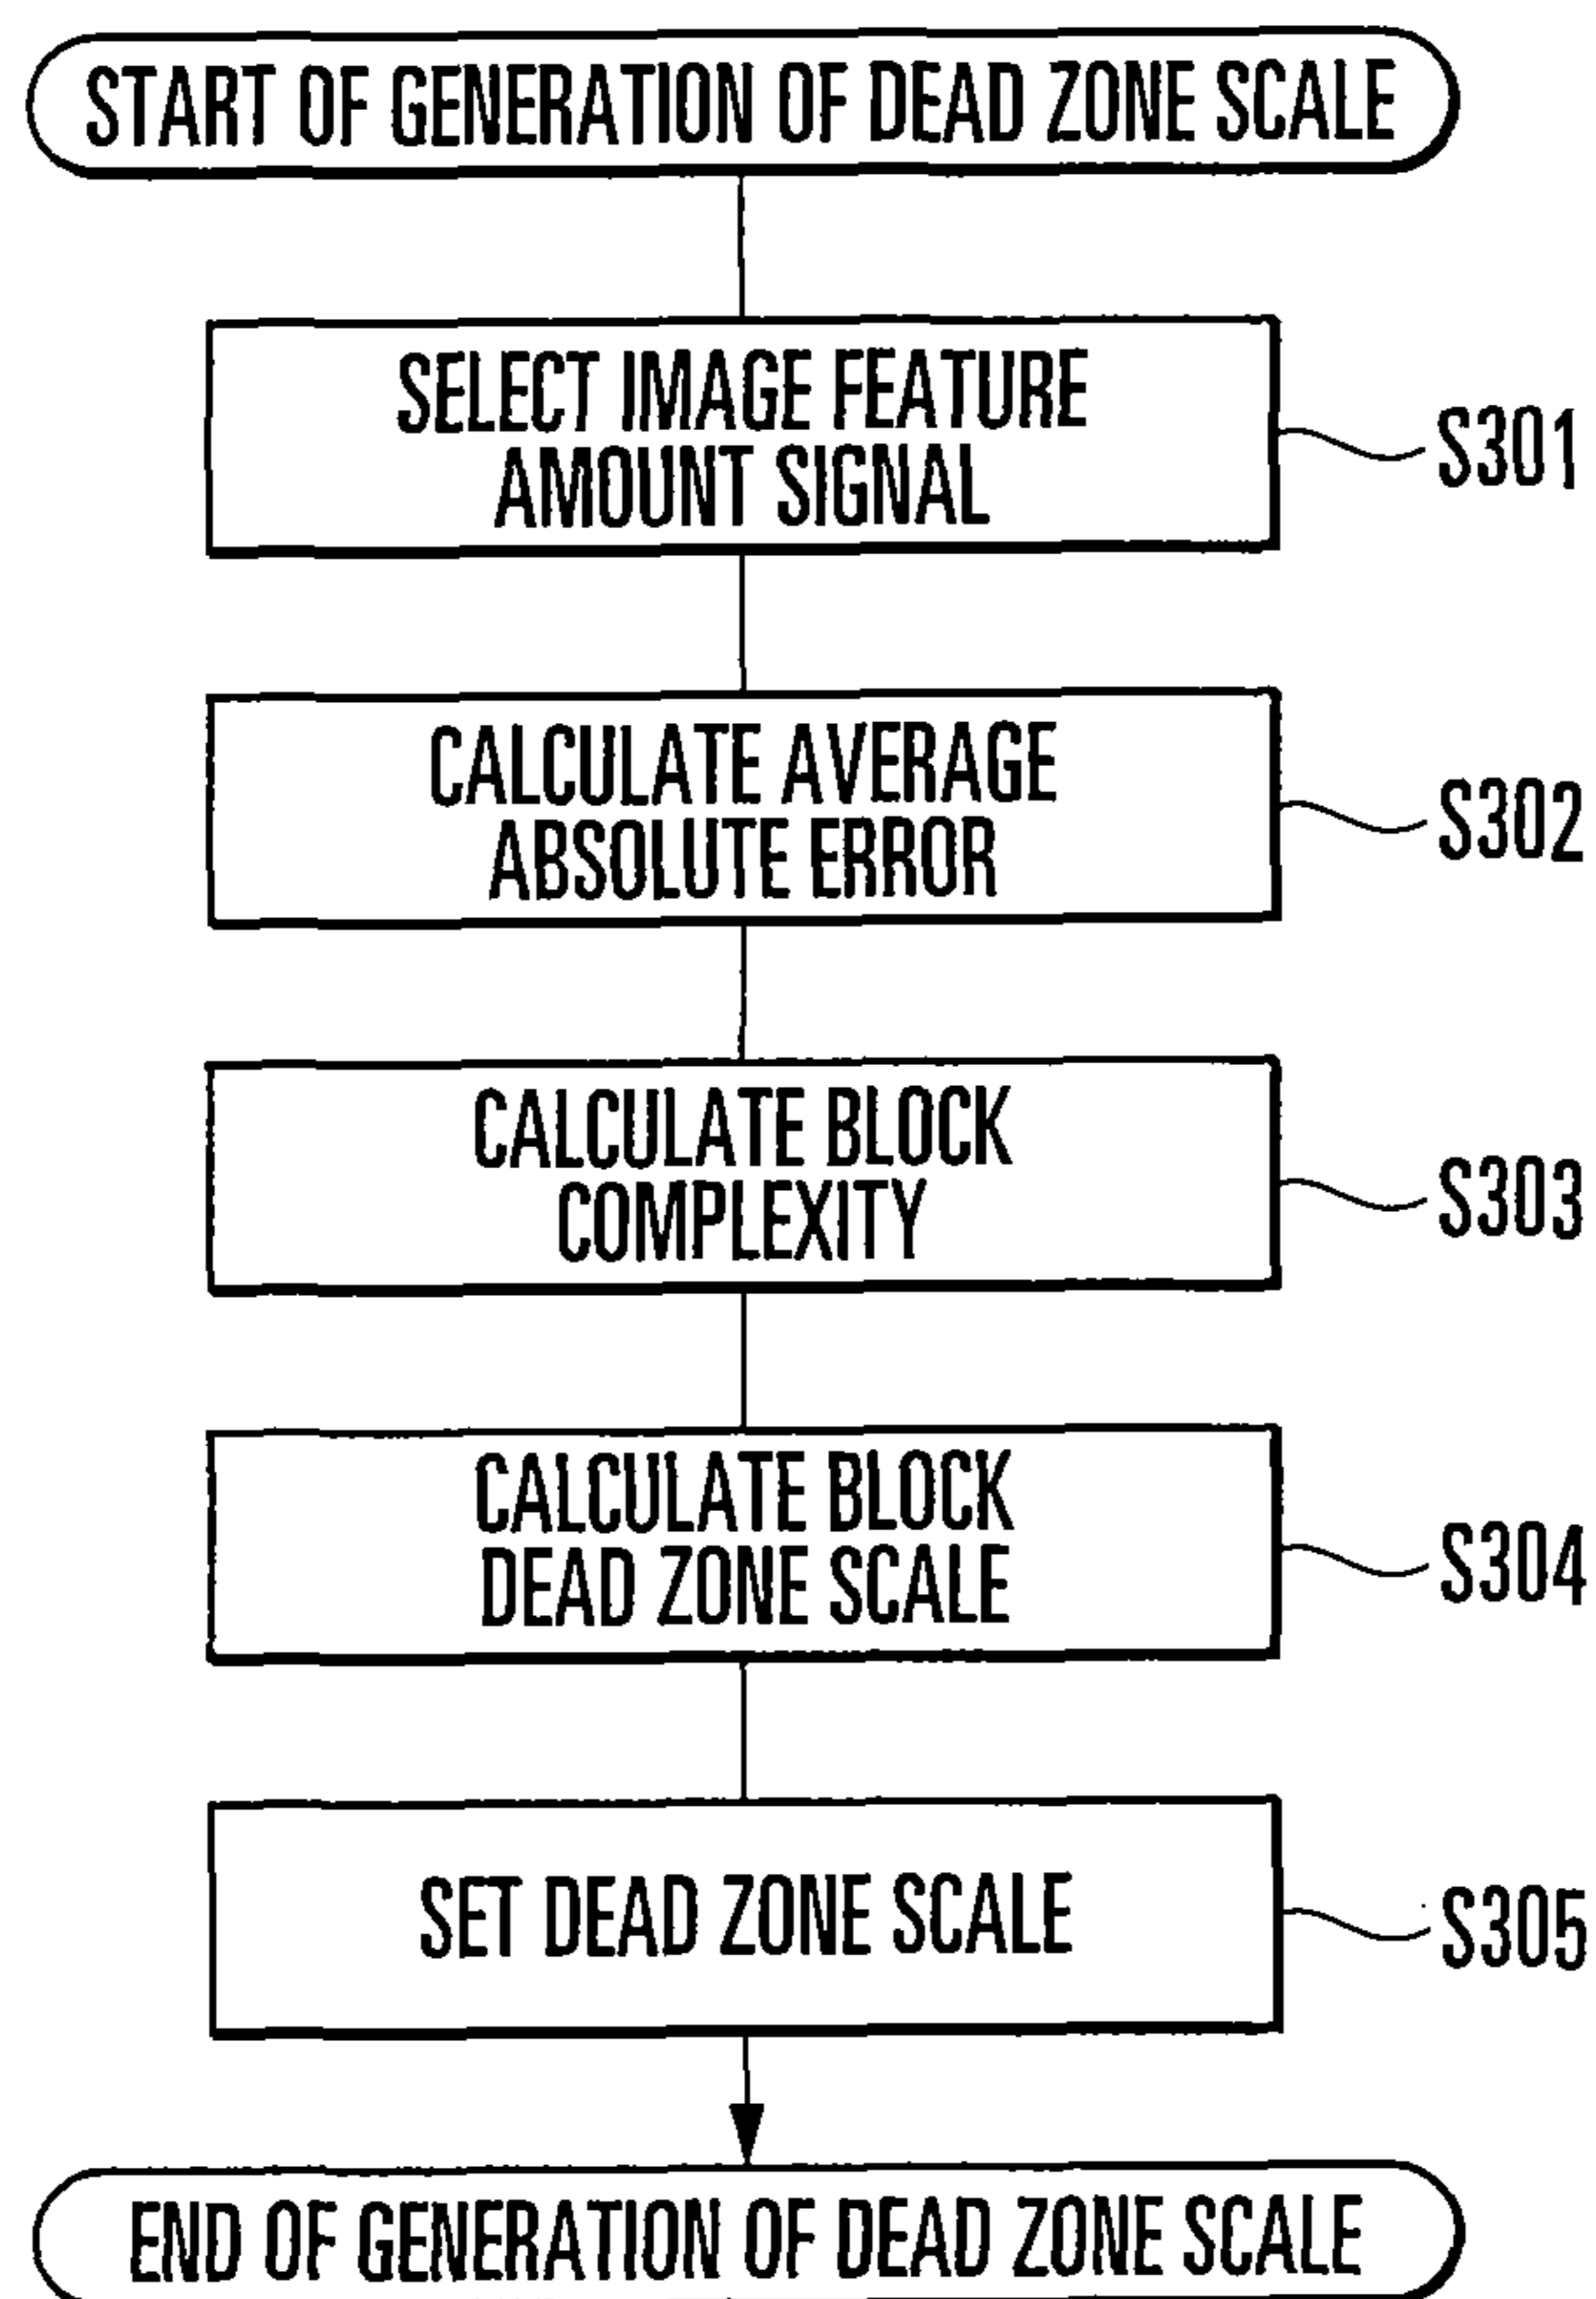 START OF GENERATION OF DEAD ZONE SCALE
SELECT IMAGE FEATURE
AMOUNT SIGNAL
S301
CALCULATE AVERAGE
ABSOLUTE ERROR
S302
CALCULATE BLOCK
COMPLEXITY
S303
CALCULATE BLOCK
DEAD ZONE SCALE
S304
SET DEAD ZONE SCALE
S305
END OF GENERATION OF DEAD ZONE SCALE